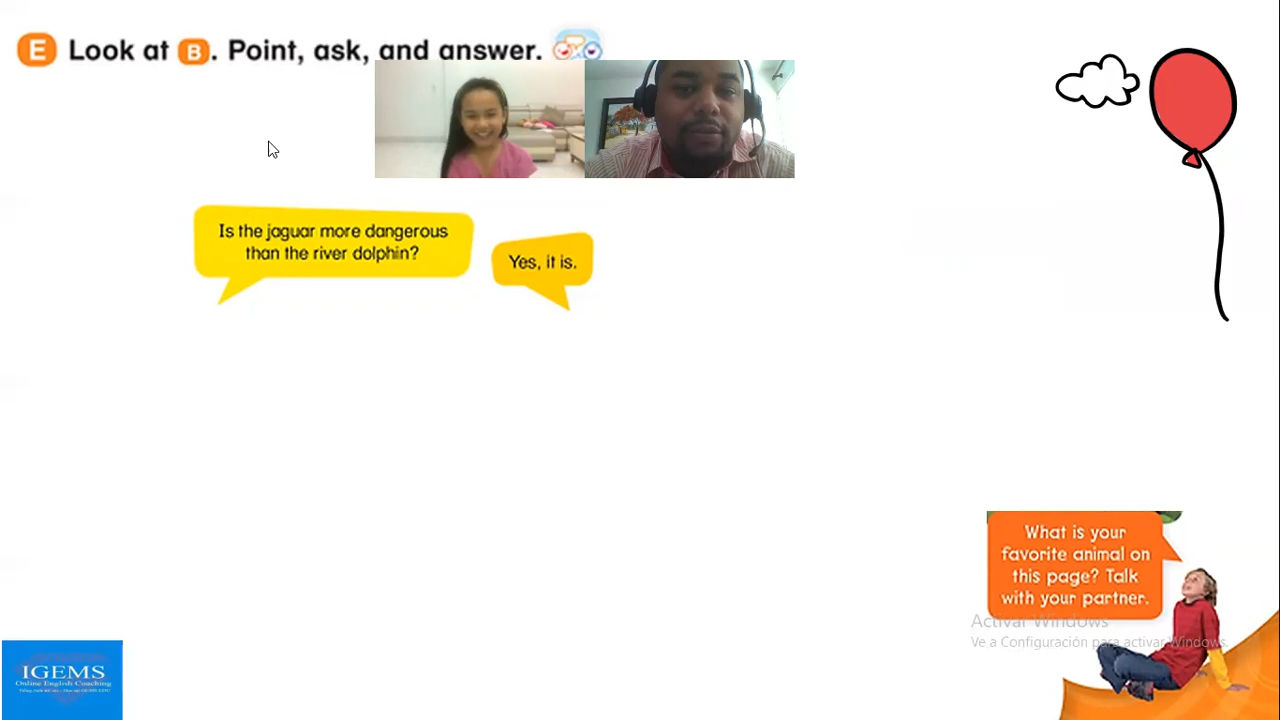 E Look at B. Point, ask, and answer.
Is the jaguar more dangerous
than the river dolphin?
Yes, it is.
What is your
favorite animal on
this page? Talk
with your partner.
Activar Windows
Ve a Configuración para activar Windows.
IGEMS
Online English Coaching